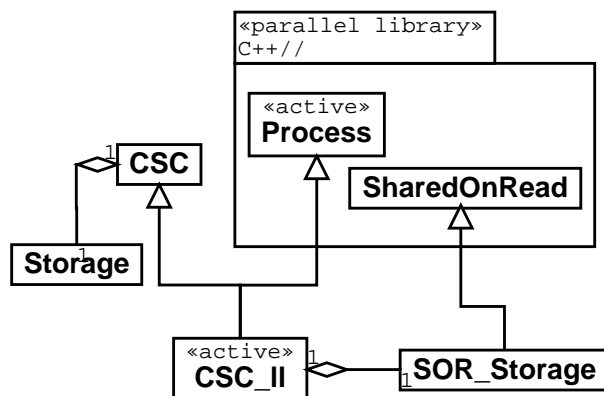 «parallel library»
C++//
«active»
Process
1
CSC
SharedOnRead
1
Storage
«active»
CSC_II
1
1
SOR_Storage